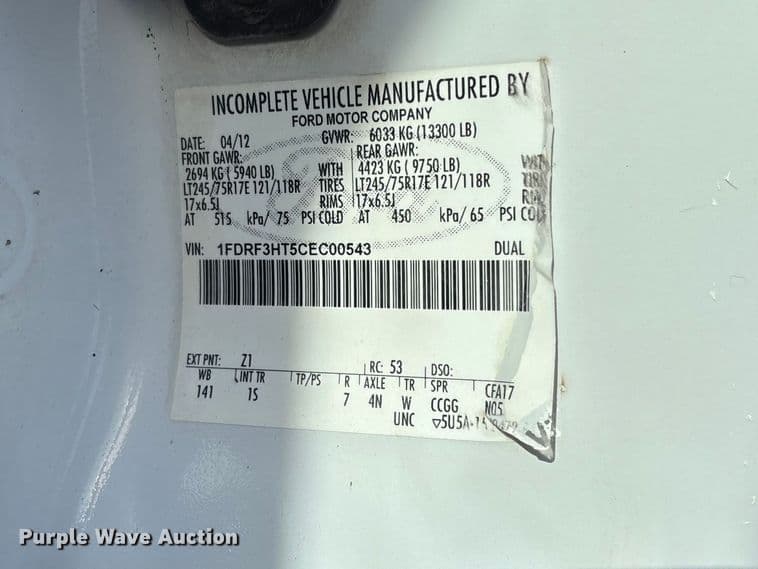 INCOMPLETE VEHICLE MANUFACTURED BY
FORD MOTOR COMPANY
DATE: 04/12 GVWR: 6033 KG (13300 LB)
FRONT GAWR: REAR GAWR:
2694 KG ( 5940 LB) WITH 4423 KG ( 9750 LB)
LT245/75R17E 121/118R TIRES LT245/75R17E 121/118R
17x6.5J RIMS 17x6.5J
AT 515 kPa/ 75 PSI COLD AT 450 kPa/ 65 PSI COL
VIN: 1FDRF3HT5CEC00543 DUAL
EXT PNT: Z1 RC: 53 DSO:
WB INT TR TP/PS R AXLE TR SPR CFA17
141 1S 7 4N W CCGG N05
UNC
Purple Wave Auction